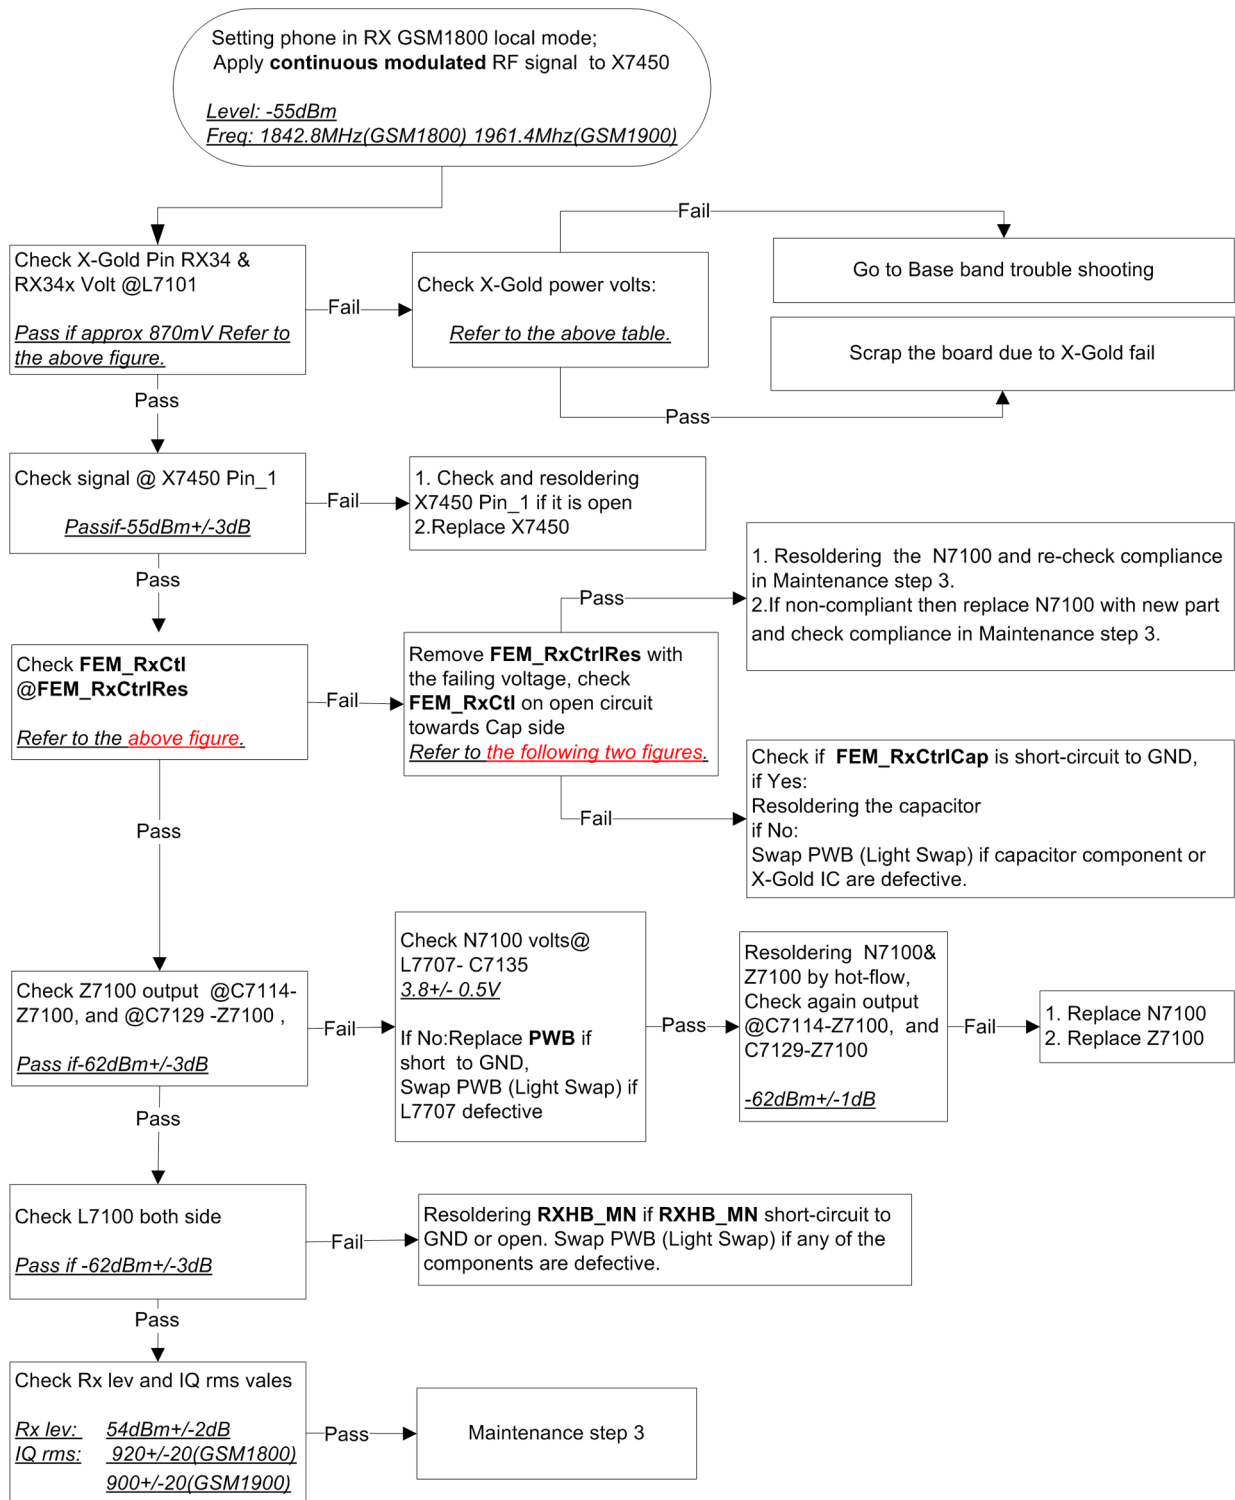 Setting phone in RX GSM1800 local mode;
Apply continuous modulated RF signal to X7450
Level: -55dBm
Freq: 1842.8MHz(GSM1800) 1961.4Mhz(GSM1900)
Check X-Gold Pin RX34 &
RX34x Volt @L7101
Pass if approx 870mV Refer to
the above figure.
Fail
Check X-Gold power volts:
Refer to the above table.
Fail
Go to Base band trouble shooting
Scrap the board due to X-Gold fail
Pass
Pass
Check signal @ X7450 Pin_1
Passif-55dBm+/-3dB
Fail
1. Check and resoldering
X7450 Pin_1 if it is open
2.Replace X7450
Pass
Check FEM_RxCtl
@FEM_RxCtrlRes
Refer to the above figure.
Fail
Remove FEM_RxCtrlRes with
the failing voltage, check
FEM_RxCtl on open circuit
towards Cap side
Refer to the following two figures.
Pass
1. Resoldering the N7100 and re-check compliance
in Maintenance step 3.
2.If non-compliant then replace N7100 with new part
and check compliance in Maintenance step 3.
Fail
Check if FEM_RxCtrlCap is short-circuit to GND,
if Yes:
Resoldering the capacitor
if No:
Swap PWB (Light Swap) if capacitor component or
X-Gold IC are defective.
Pass
Check Z7100 output @C7114-
Z7100, and @C7129 -Z7100 ,
Pass if-62dBm+/-3dB
Fail
Check N7100 volts@
L7707- C7135
3.8+/- 0.5V
If No:Replace PWB if
short to GND,
Swap PWB (Light Swap) if
L7707 defective
Pass
Resoldering N7100&
Z7100 by hot-flow,
Check again output
@C7114-Z7100, and
C7129-Z7100
-62dBm+/-1dB
Fail
1. Replace N7100
2. Replace Z7100
Pass
Check L7100 both side
Pass if -62dBm+/-3dB
Fail
Resoldering RXHB_MN if RXHB_MN short-circuit to
GND or open. Swap PWB (Light Swap) if any of the
components are defective.
Pass
Check Rx lev and IQ rms vales
Rx lev: 54dBm+/-2dB
IQ rms: 920+/-20(GSM1800)
900+/-20(GSM1900)
Pass
Maintenance step 3